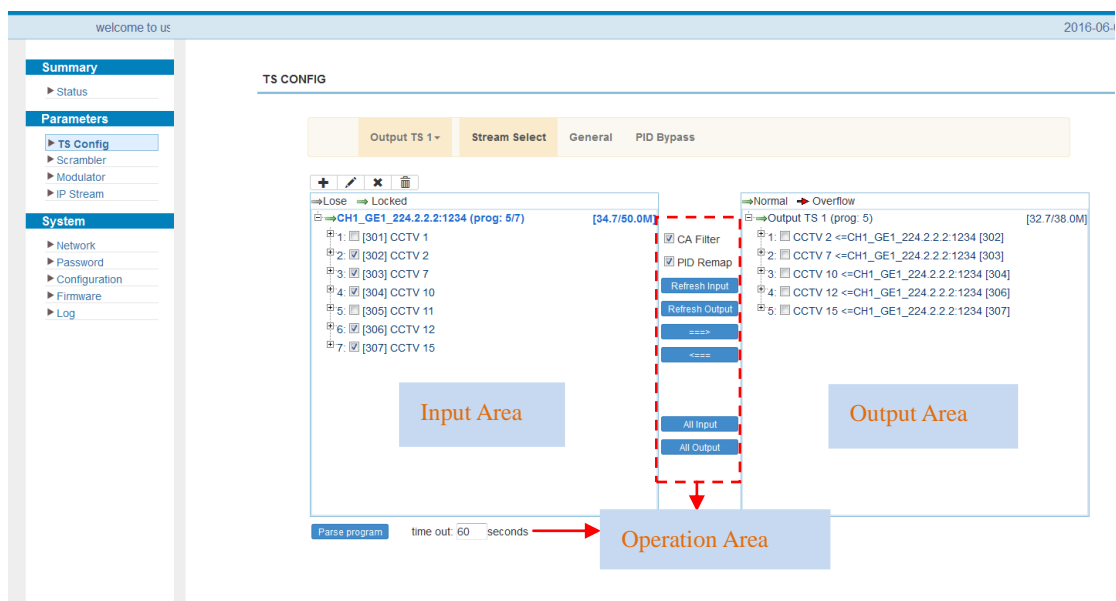 welcome to us
2016-06-
Summary
Status
Parameters
TS Config
Scrambler
Modulator
IP Stream
System
Network
Password
Configuration
Firmware
Log
TS CONFIG
Output TS 1 Stream Select General PID Bypass
⇒Lose ⇒ Locked
CH1_GE1_224.2.2.2:1234 (prog: 5/7) [34.7/50.0M]
1: [301] CCTV 1
2: [302] CCTV 2
3: [303] CCTV 7
4: [304] CCTV 10
5: [305] CCTV 11
6: [306] CCTV 12
7: [307] CCTV 15
Input Area
CA Filter
PID Remap
Refresh Input
Refresh Output
===>
<===
All Input
All Output
⇒Normal Overflow
Output TS 1 (prog: 5) [32.7/38.0M]
1: CCTV 2 <=CH1_GE1_224.2.2.2:1234 [302]
2: CCTV 7 <=CH1_GE1_224.2.2.2:1234 [303]
3: CCTV 10 <=CH1_GE1_224.2.2.2:1234 [304]
4: CCTV 12 <=CH1_GE1_224.2.2.2:1234 [306]
5: CCTV 15 <=CH1_GE1_224.2.2.2:1234 [307]
Output Area
Parse program time out: 60 seconds
Operation Area